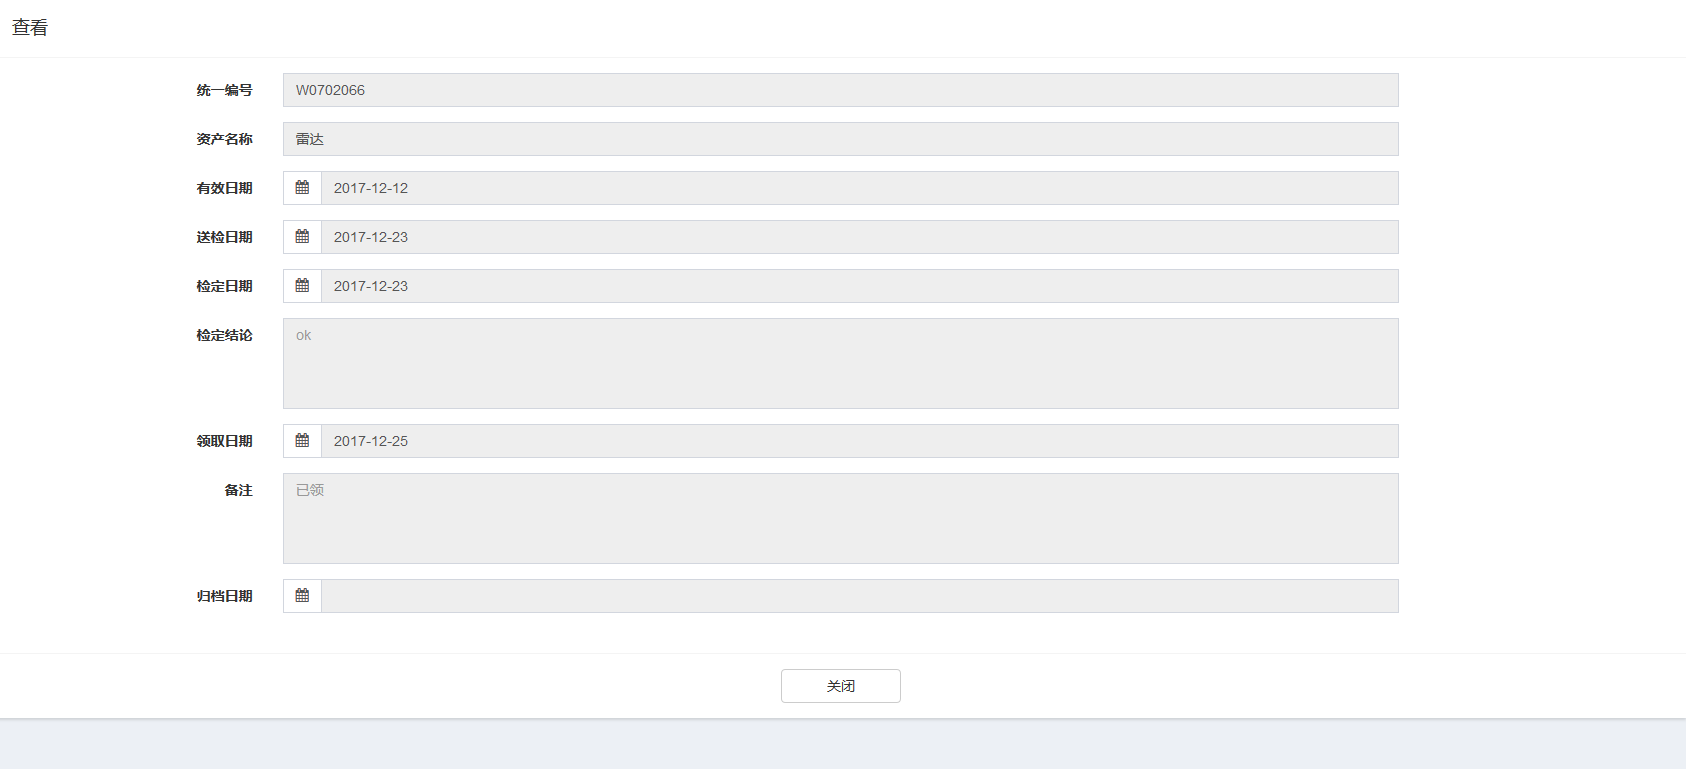 查看
统一编号 W0702066
资产名称 雷达
有效日期 2017-12-12
送检日期 2017-12-23
检定日期 2017-12-23
检定结论 ok
领取日期 2017-12-25
备注 已领
归档日期
关闭